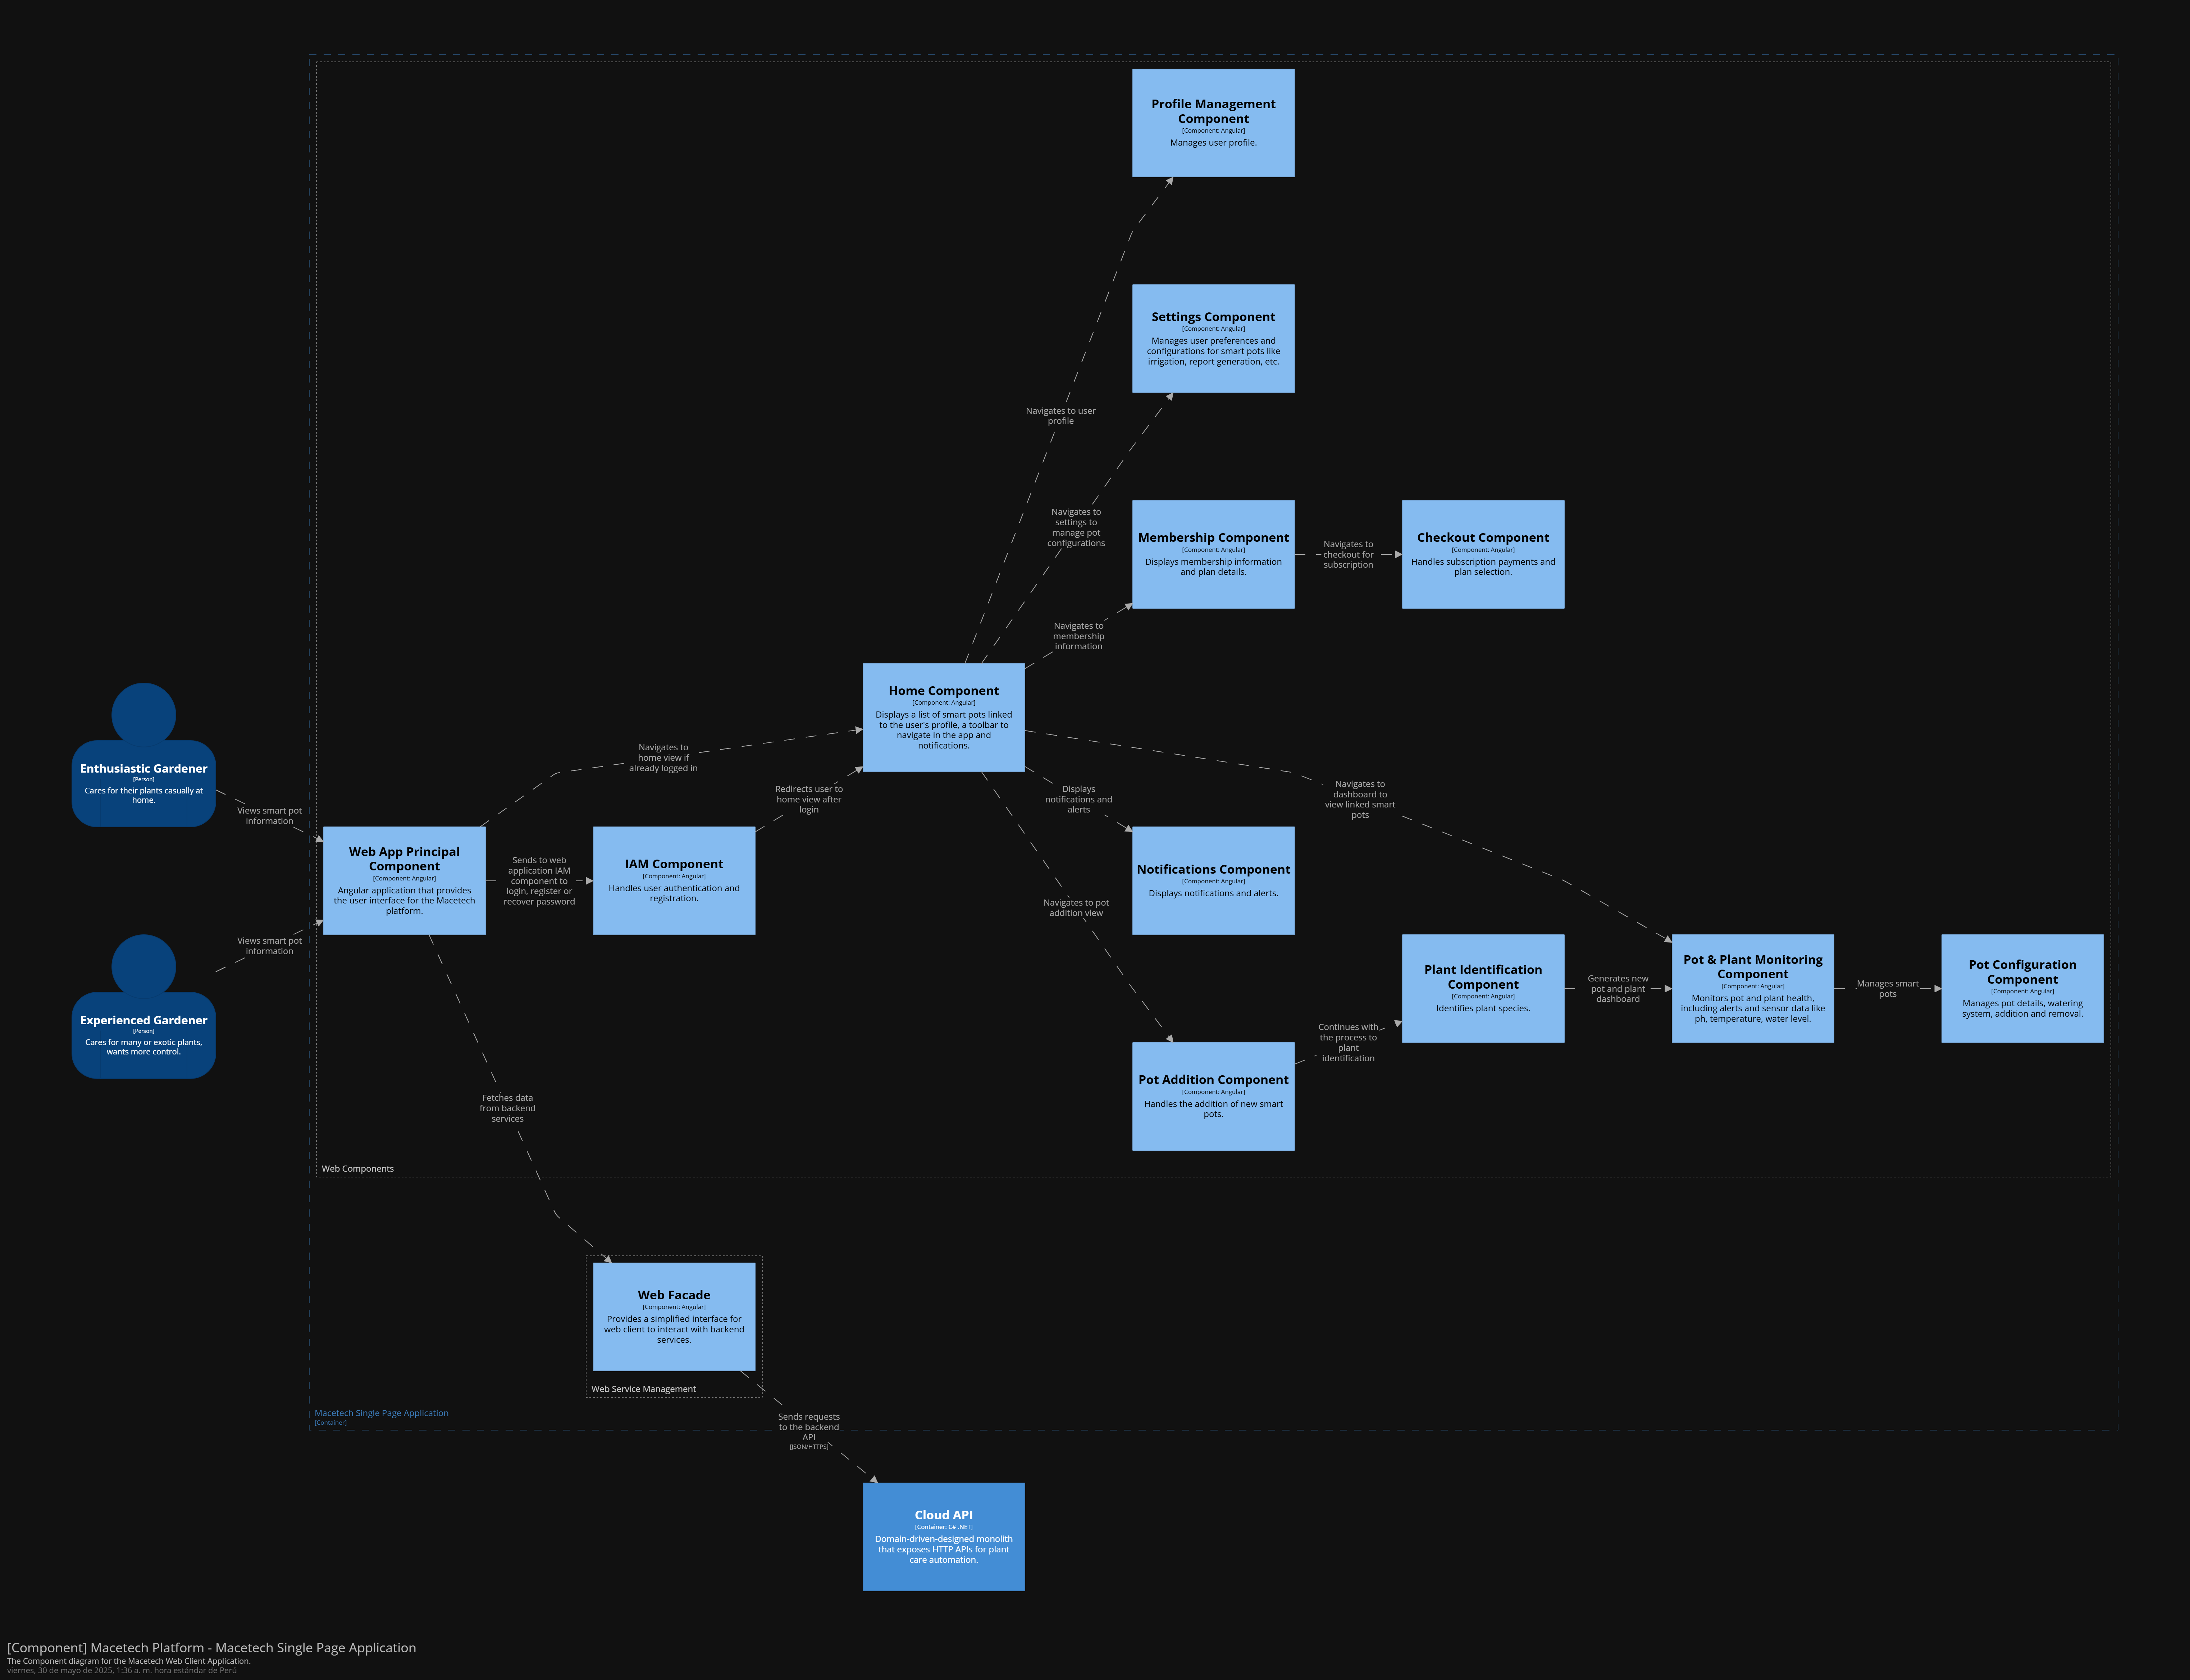 Profile Management
Component
[Component: Angular]
Manages user profile.
Settings Component
[Component: Angular]
Manages user preferences and
configurations for smart pots like
irrigation, report generation, etc.
Navigates to user
profile
Navigates to
settings to
manage pot
configurations
Membership Component
[Component: Angular]
Displays membership information
and plan details.
Navigates to
checkout for
subscription
Checkout Component
[Component: Angular]
Handles subscription payments and
plan selection.
Navigates to
membership
information
Home Component
[Component: Angular]
Displays a list of smart pots linked
to the user's profile, a toolbar to
navigate in the app and
notifications.
Navigates to
home view if
already logged in
Enthusiastic Gardener
[Person]
Cares for their plants casually at
home.
Views smart pot
information
Redirects user to
home view after
login
Displays
notifications and
alerts
Navigates to
dashboard to
view linked smart
pots
Web App Principal
Component
[Component: Angular]
Angular application that provides
the user interface for the Macetech
platform.
Sends to web
application IAM
component to
login, register or
recover password
IAM Component
[Component: Angular]
Handles user authentication and
registration.
Notifications Component
[Component: Angular]
Displays notifications and alerts.
Navigates to pot
addition view
Views smart pot
information
Experienced Gardener
[Person]
Cares for many or exotic plants,
wants more control.
Plant Identification
Component
[Component: Angular]
Identifies plant species.
Generates new
pot and plant
dashboard
Pot & Plant Monitoring
Component
[Component: Angular]
Monitors pot and plant health,
including alerts and sensor data like
ph, temperature, water level.
Manages smart
pots
Pot Configuration
Component
[Component: Angular]
Manages pot details, watering
system, addition and removal.
Continues with
the process to
plant
identification
Pot Addition Component
[Component: Angular]
Handles the addition of new smart
pots.
Fetches data
from backend
services
Web Components
Web Facade
[Component: Angular]
Provides a simplified interface for
web client to interact with backend
services.
Web Service Management
Macetech Single Page Application
[Container]
Sends requests
to the backend
API
[JSON/HTTPS]
Cloud API
[Container: C# .NET]
Domain-driven-designed monolith
that exposes HTTP APIs for plant
care automation.
[Component] Macetech Platform - Macetech Single Page Application
The Component diagram for the Macetech Web Client Application.
viernes, 30 de mayo de 2025, 1:36 a. m. hora estándar de Perú